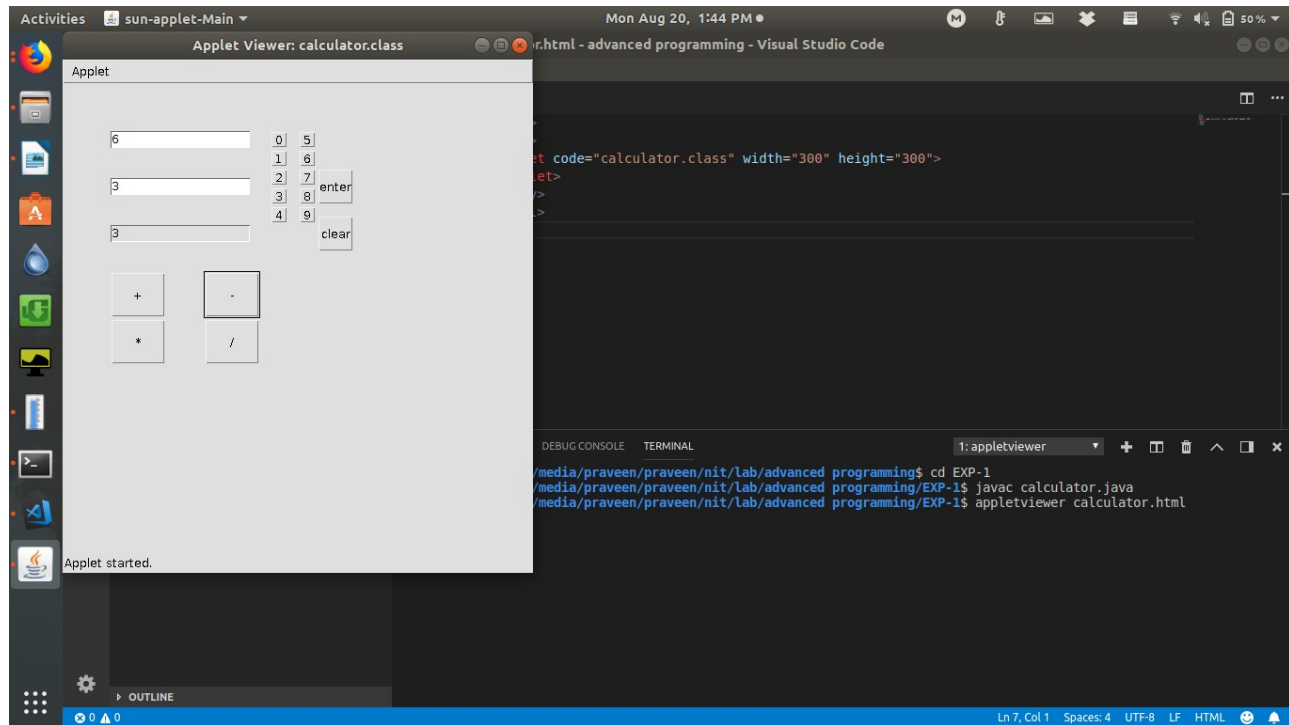 Activities sun-applet-Main Mon Aug 20, 1:44 PM 50 %
Applet Viewer: calculator.class
r.html - advanced programming - Visual Studio Code
Applet
6
3
3
0 5
1 6
2 7
3 8
4 9
enter
clear
+ -
* /
Applet started.
et code="calculator.class" width="300" height="300">
let>
/>
>
DEBUG CONSOLE TERMINAL 1: appletviewer
/media/praveen/praveen/nit/lab/advanced programming$ cd EXP-1
/media/praveen/praveen/nit/lab/advanced programming/EXP-1$ javac calculator.java
/media/praveen/praveen/nit/lab/advanced programming/EXP-1$ appletviewer calculator.html
OUTLINE
0 0 Ln 7, Col 1 Spaces: 4 UTF-8 LF HTML